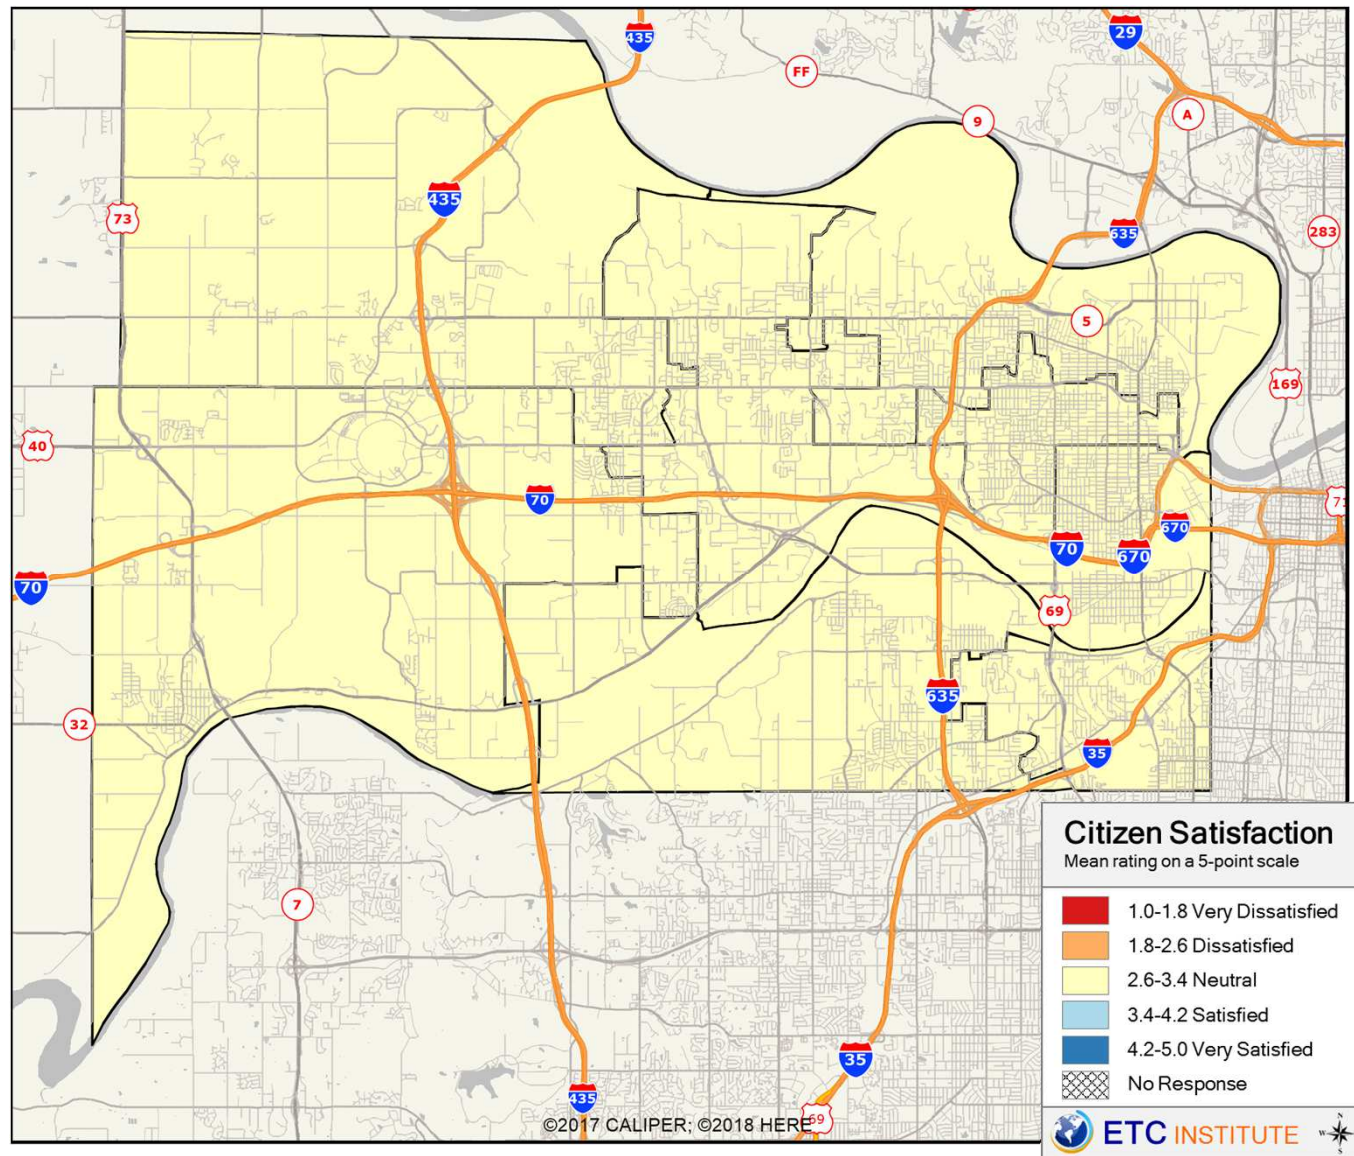 435
29
FF
9
A
435
73
635
283
5
169
40
70
71
670
70
670
70
69
635
32
35
Citizen Satisfaction
Mean rating on a 5-point scale
1.0-1.8 Very Dissatisfied
1.8-2.6 Dissatisfied
2.6-3.4 Neutral
3.4-4.2 Satisfied
4.2-5.0 Very Satisfied
No Response
7
35
435
69
©2017 CALIPER; ©2018 HERE
ETC INSTITUTE
N
W
S